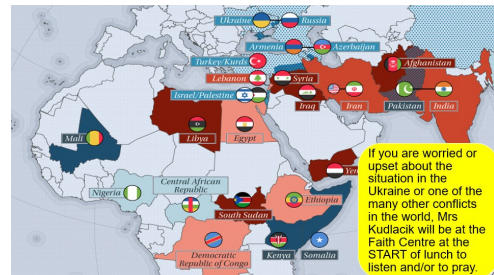 Ukraine Russia
Armenia Azerbaijan
Turkey/Kurds
Lebanon Syria Afghanistan
Israel/Palestine Iraq Iran Pakistan India
Mali Libya Egypt
Yem
Central African
Republic
Nigeria Ethiopia
South Sudan
Democratic
Republic of Congo
Kenya Somalia
If you are worried or
upset about the
situation in the
Ukraine or one of the
many other conflicts
in the world, Mrs
Kudlacik will be at the
Faith Centre at the
START of lunch to
listen and/or to pray.